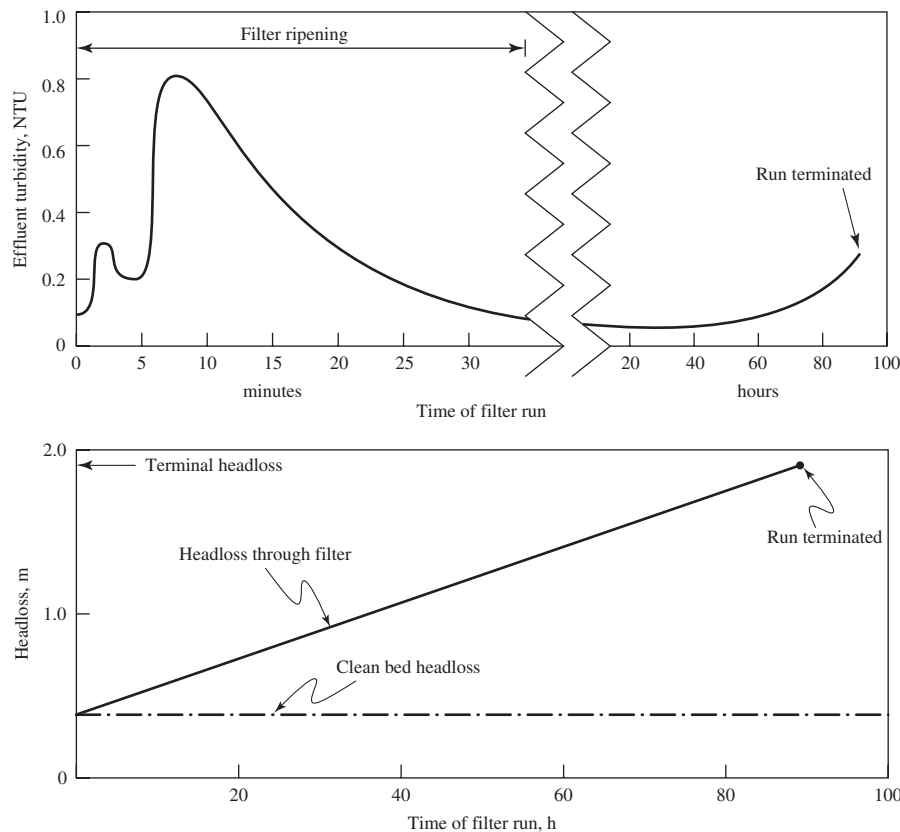 1.0
Filter ripening
0.8
0.6
Effluent turbidity, NTU
Run terminated
0.4
0.2
0
0 5 10 15 20 25 30 20 40 60 80 100
minutes hours
Time of filter run
2.0
Terminal headloss
Run terminated
Headloss through filter
Headloss, m
1.0
Clean bed headloss
0
20 40 60 80 100
Time of filter run, h